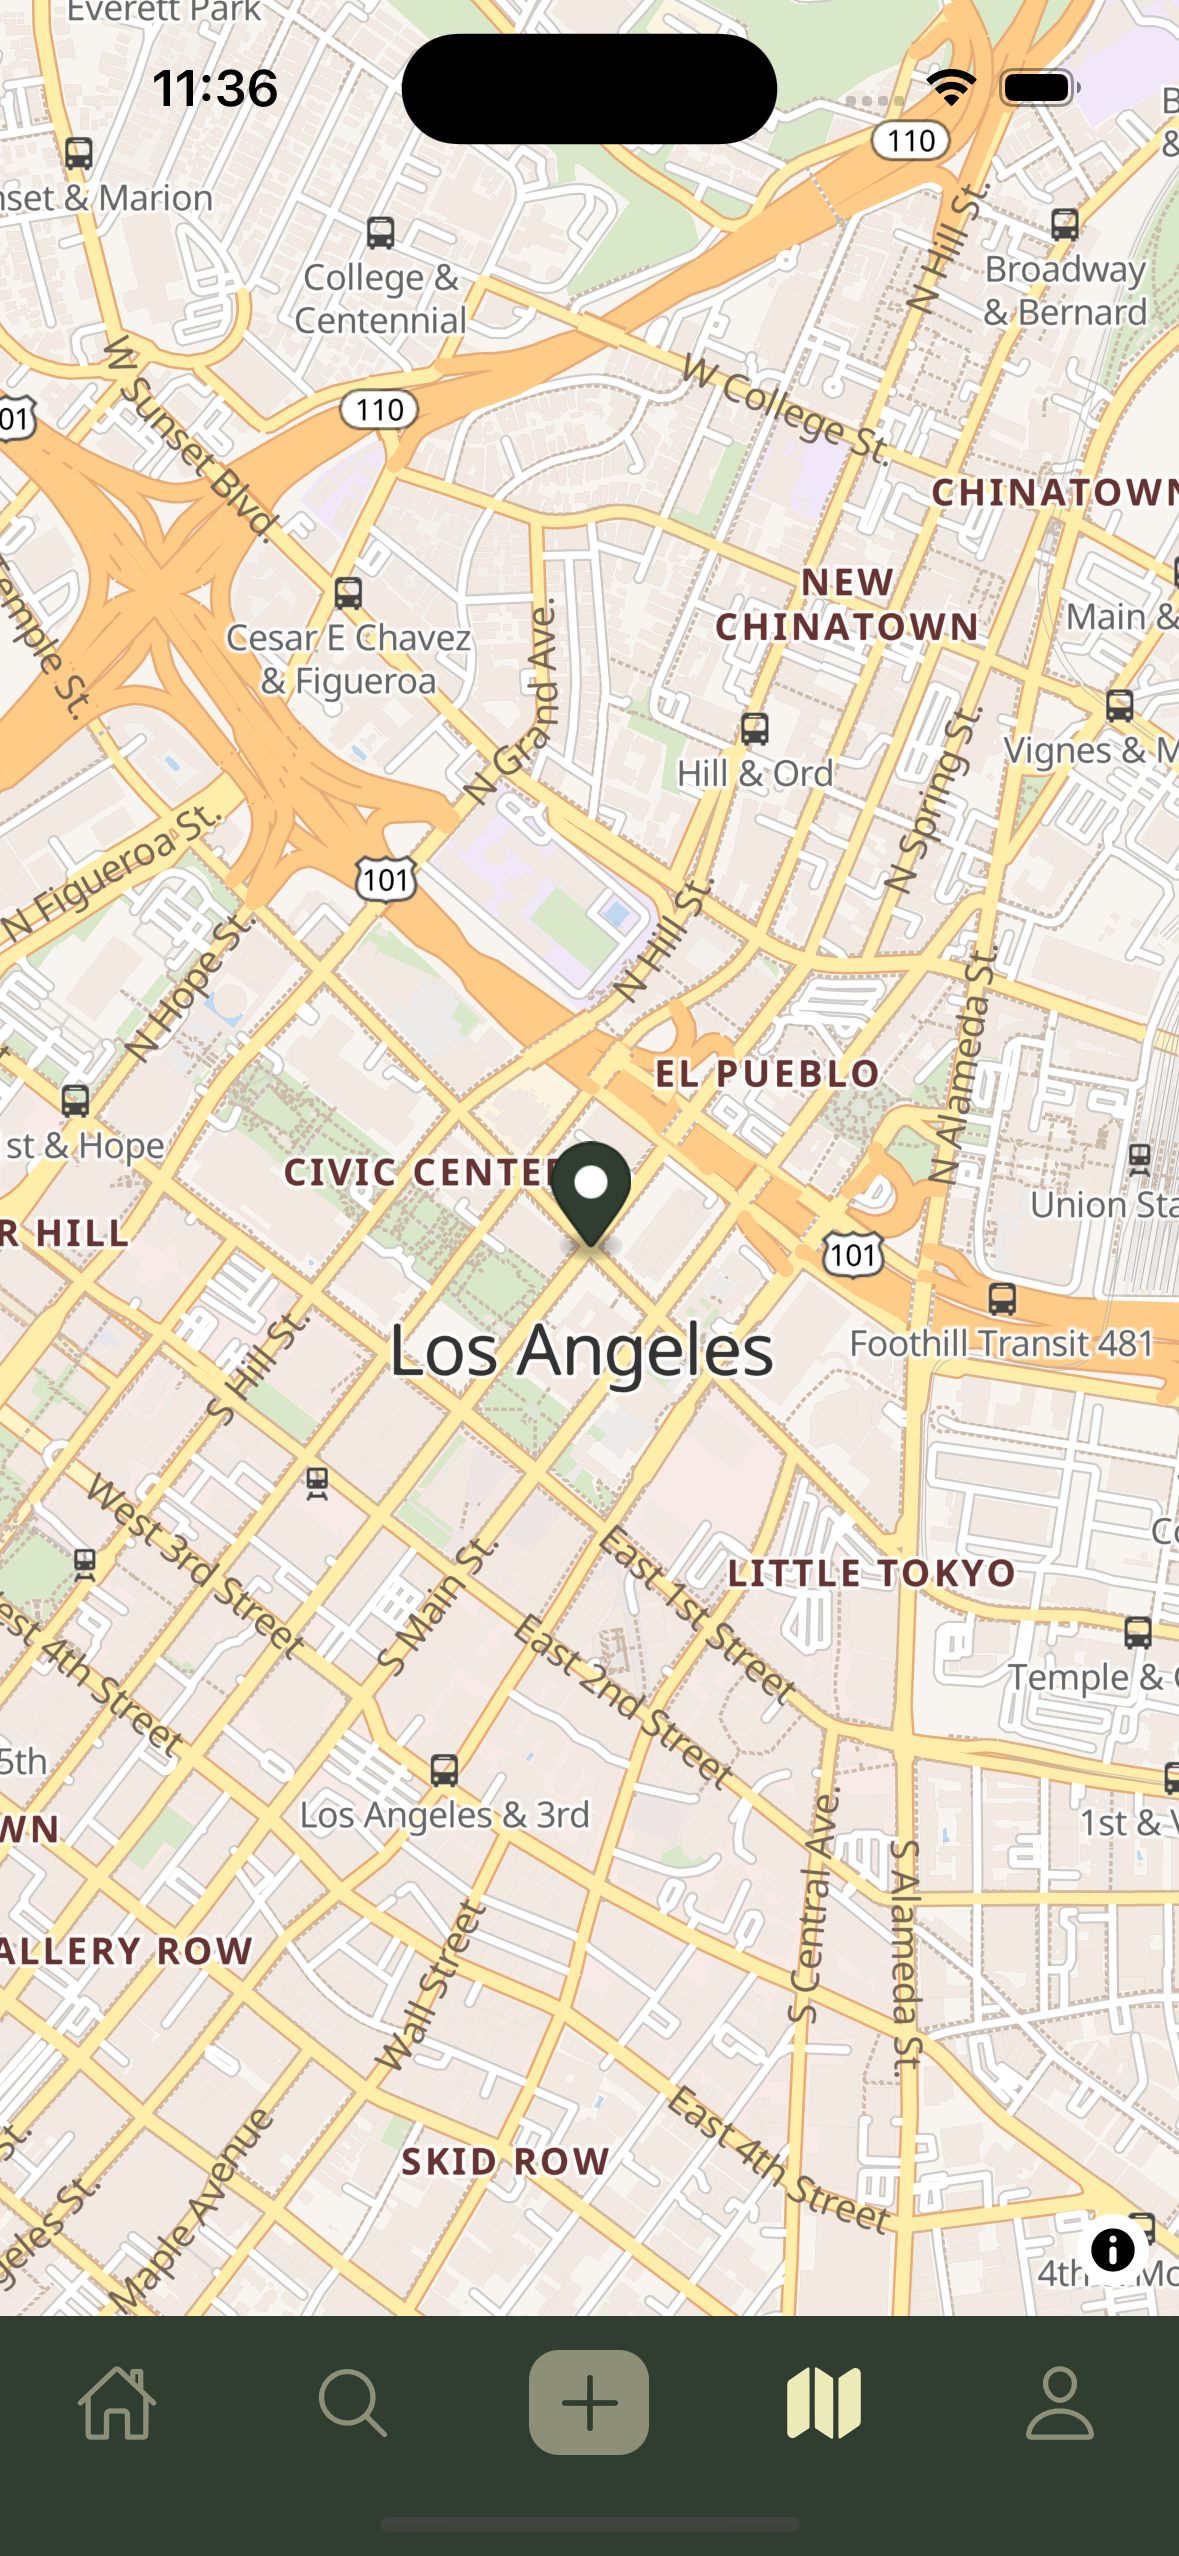 Everett Park
11:36
110
nset & Marion
College &
Centennial
N Hill St.
Broadway
& Bernard
W Sunset Blvd.
110
W College St.
01
CHINATOWN
Temple St.
NEW
CHINATOWN
Cesar E Chavez
& Figueroa
N Grand Ave.
Main &
Hill & Ord
N Spring St.
Vignes & M
N Figueroa St.
101
N Hill St.
N Hope St.
N Alameda St.
EL PUEBLO
st & Hope
CIVIC CENTER
Union Sta
R HILL
101
Los Angeles
Foothill Transit 481
S Hill St.
West 3rd Street
East 1st Street
LITTLE TOKYO
S Main St.
est 4th Street
East 2nd Street
Temple &
5th
Los Angeles & 3rd
1st &
WN
S Central Ave.
S Alameda St.
ALLERY ROW
Wall Street
SKID ROW
East 4th Street
St.
geles St.
Maple Avenue
4th
Mo